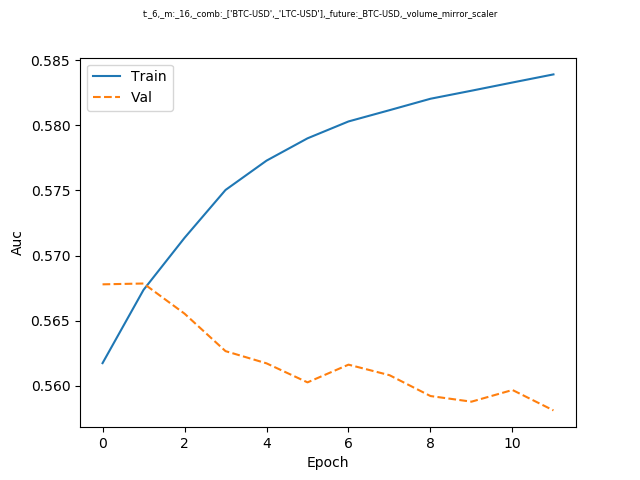 t:_6,_m:_16,_comb:_['BTC-USD',_'LTC-USD'],_future:_BTC-USD,_volume_mirror_scaler
0.585
Train
Val
0.580
0.575
0.570
0.565
0.560
Auc
0 2 4 6 8 10
Epoch